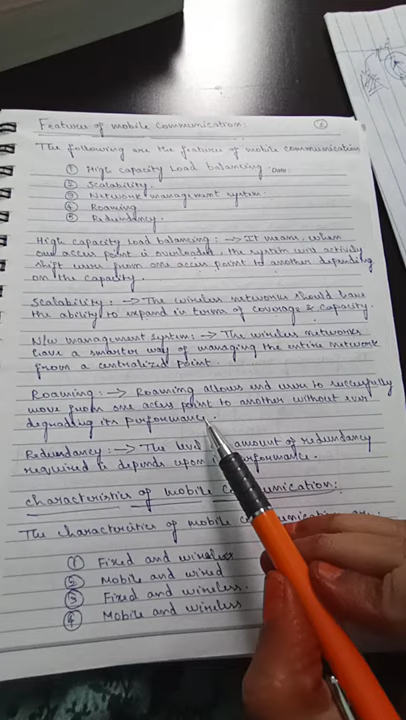 Features of mobile communication: ②
The following are the features of mobile communication
① High capacity load balancing. Date:
② Scalability.
③ Network management system.
④ Roaming
⑤ Redundancy.
High capacity load balancing : → It means, when
one access point is overloaded, the system will actively
shift users from one access point to another depending
on the capacity.
Scalability : → The wireless networks should have
the ability to expand in terms of coverage & capacity.
N/w management system : → The wireless networks
have a smarter way of managing the entire network
from a centralized point.
Roaming : → Roaming allows end user to successfully
move from one access point to another without ever
degrading its performance.
Redundancy : → The amount of redundancy
required is depends upon performance.
characteristics of mobile communication:
The characteristics of mobile
① Fixed and wireless
② Mobile and wired
③ Fixed and wireless.
④ Mobile and wireless